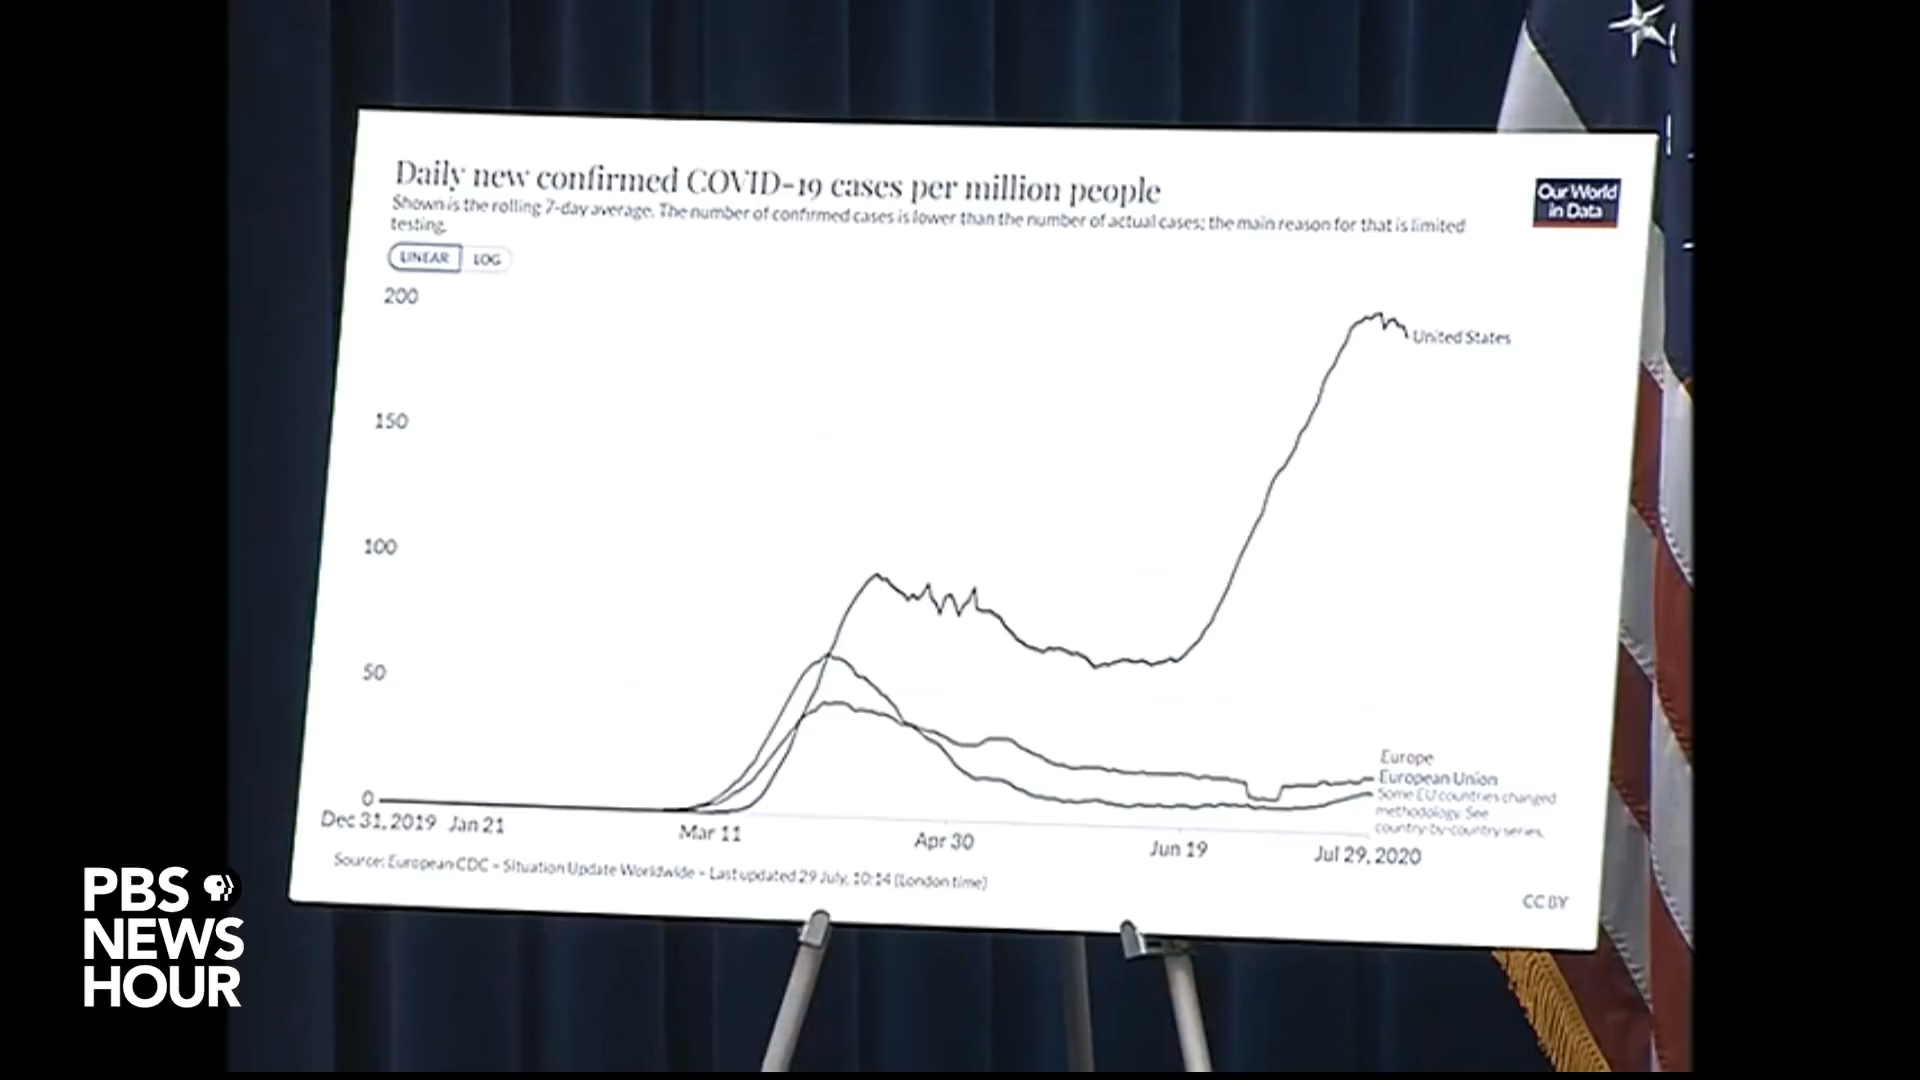 Daily new confirmed COVID-19 cases per million people
Shown is the rolling 7-day average. The number of confirmed cases is lower than the number of actual cases; the main reason for that is limited
testing.
Our World
in Data
LINEAR LOG
200
United States
150
100
50
Europe
European Union
Some EU countries changed
methodology. See
country-by-country series.
0
Dec 31, 2019 Jan 21 Mar 11 Apr 30 Jun 19 Jul 29, 2020
Source: European CDC – Situation Update Worldwide – Last updated 29 July, 10:14 (London time)
CC BY
PBS
NEWS
HOUR